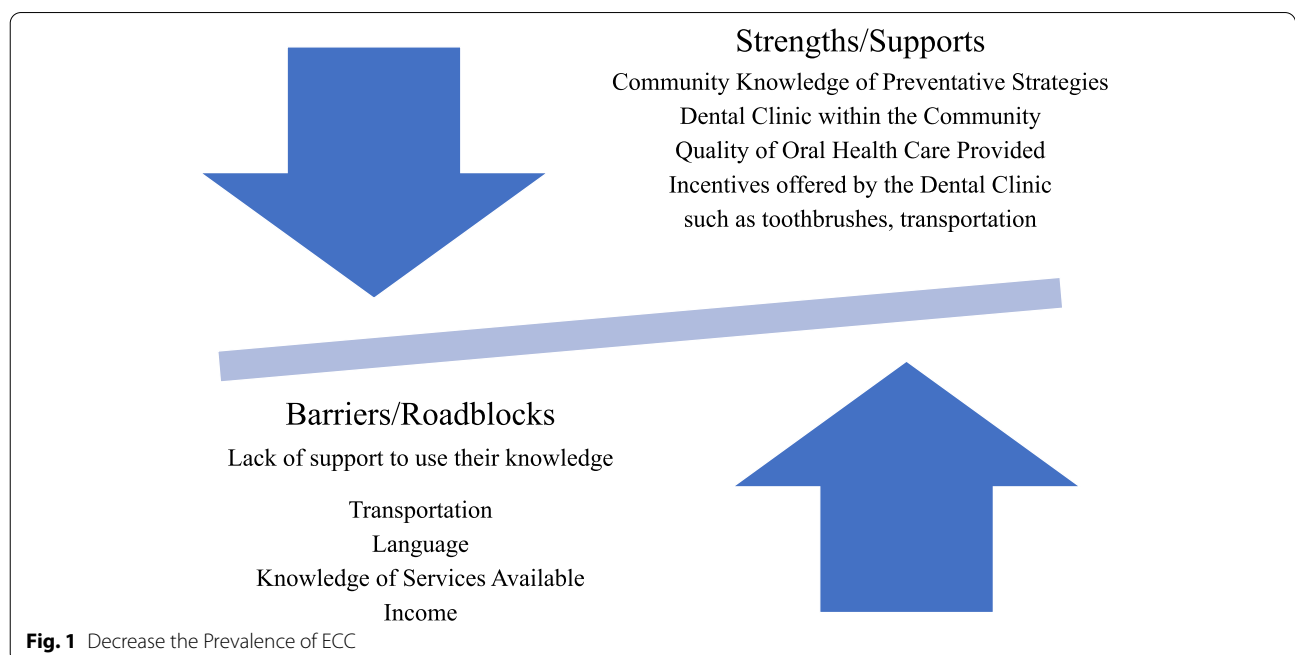 Strengths/Supports
Community Knowledge of Preventative Strategies
Dental Clinic within the Community
Quality of Oral Health Care Provided
Incentives offered by the Dental Clinic
such as toothbrushes, transportation
Barriers/Roadblocks
Lack of support to use their knowledge
Transportation
Language
Knowledge of Services Available
Income
Fig. 1 Decrease the Prevalence of ECC